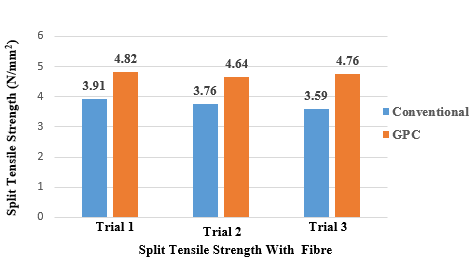 Split Tensile Strength (N/mm²)
6
5
4
3
2
1
0
3.91
4.82
3.76
4.64
3.59
4.76
Trial 1
Trial 2
Trial 3
Split Tensile Strength With Fibre
Conventional
GPC